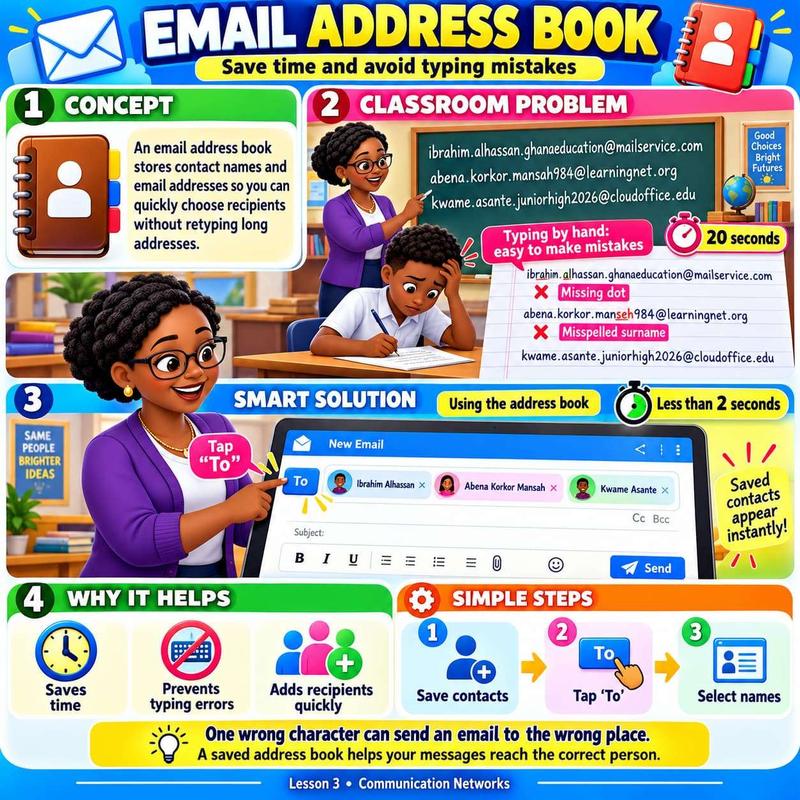 EMAIL ADDRESS BOOK
Save time and avoid typing mistakes
1 CONCEPT
An email address book
stores contact names and
email addresses so you can
quickly choose recipients
without retyping long
addresses.
2 CLASSROOM PROBLEM
ibrahim.alhassan.ghanaeducation@mailservice.com
abena.korkor.mansah984@learningnet.org
kwame.asante.juniorhigh2026@cloudoffice.edu
Good
Choices
Bright
Futures
Typing by hand:
easy to make mistakes
20 seconds
ibrahim.alhassan.ghanaeducation@mailservice.com
Missing dot
abena.korkor.manseh984@learningnet.org
Misspelled surname
kwame.asante.juniorhigh2026@cloudoffice.edu
3 SMART SOLUTION
Using the address book
Less than 2 seconds
SAME
PEOPLE
BRIGHTER
IDEAS
Tap
“To”
New Email
To
Ibrahim Alhassan ×
Abena Korkor Mansah ×
Kwame Asante ×
Cc Bcc
Subject:
B I U
Send
Saved
contacts
appear
instantly!
4 WHY IT HELPS
Saves
time
Prevents
typing errors
Adds recipients
quickly
SIMPLE STEPS
1
Save contacts
2
To
Tap ‘To’
3
Select names
One wrong character can send an email to the wrong place.
A saved address book helps your messages reach the correct person.
Lesson 3 • Communication Networks